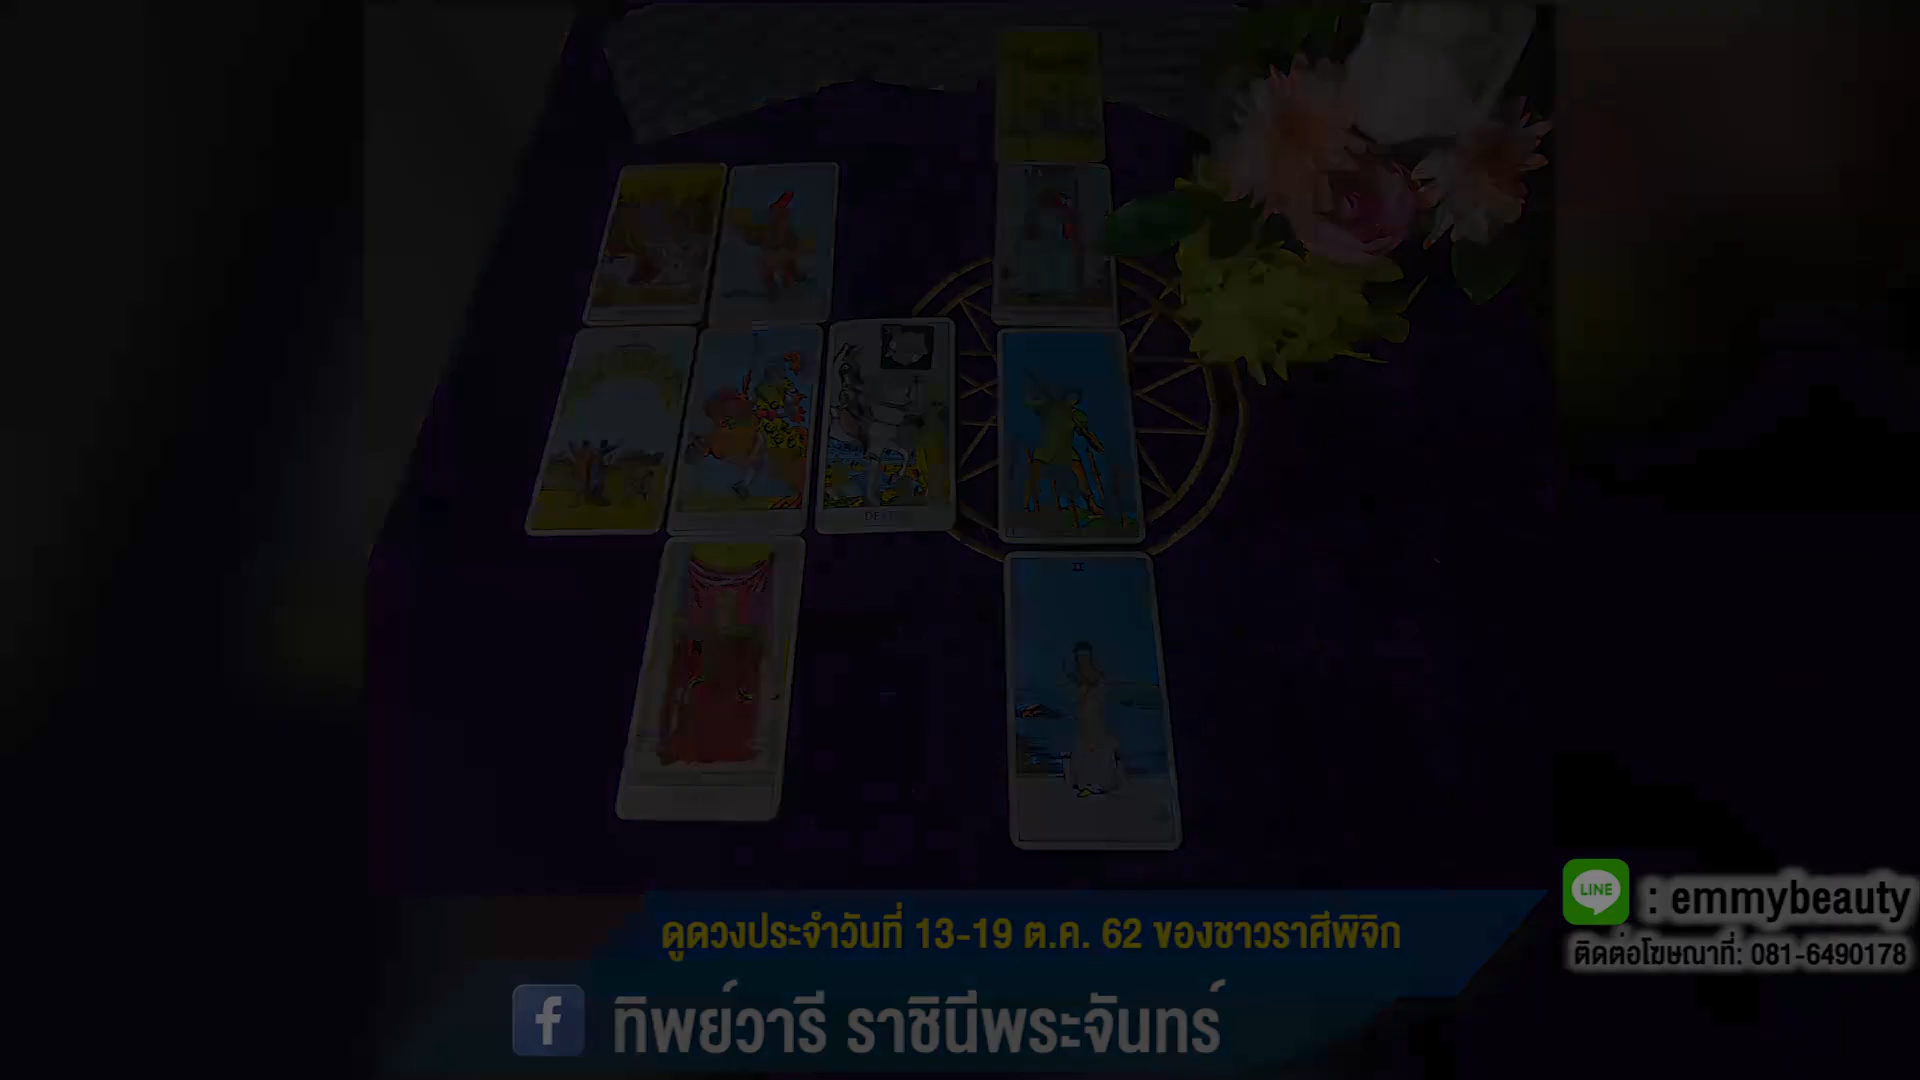 II
ดูดวงประจำวันที่ 13-19 ต.ค. 62 ของชาวราศีพิจิก
f ทิพย์วารี ราชินีพระจันทร์
LINE : emmybeauty
ติดต่อโฆษณาที่: 081-6490178